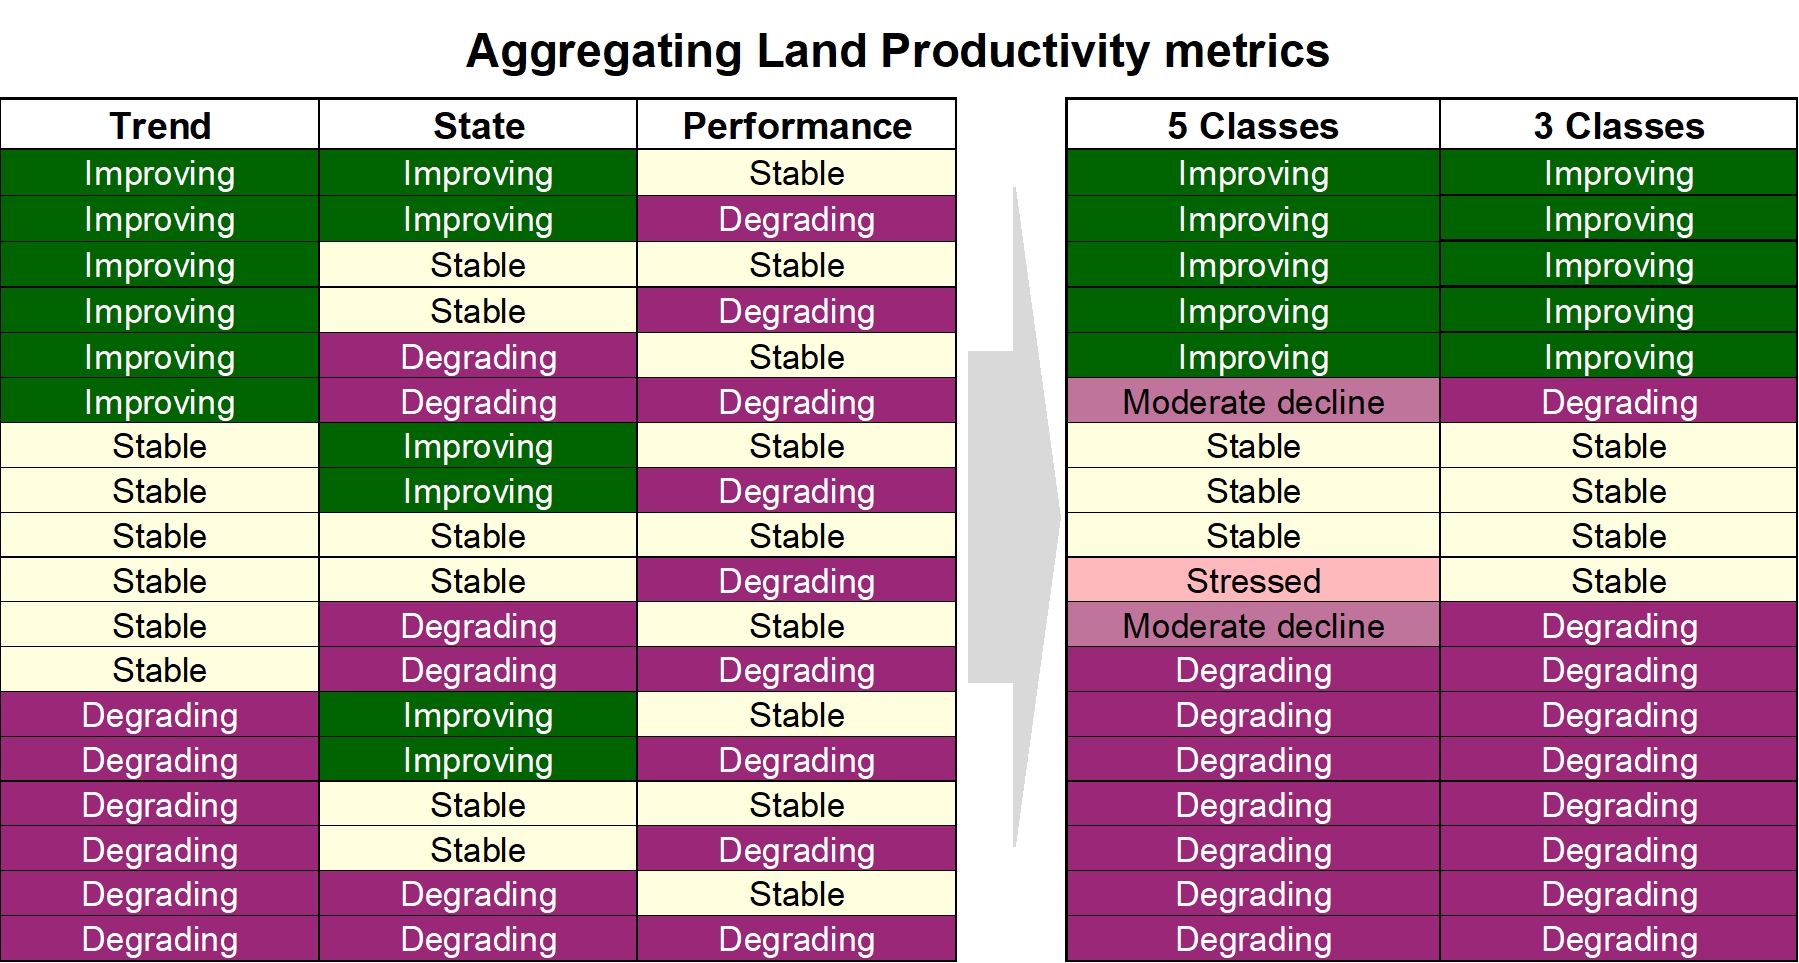 Aggregating Land Productivity metrics
Trend State Performance 5 Classes 3 Classes
Improving Improving Stable Improving Improving
Improving Improving Degrading Improving Improving
Improving Stable Stable Improving Improving
Improving Stable Degrading Improving Improving
Improving Degrading Stable Improving Improving
Improving Degrading Degrading Moderate decline Degrading
Stable Improving Stable Stable Stable
Stable Improving Degrading Stable Stable
Stable Stable Stable Stable Stable
Stable Stable Degrading Stressed Stable
Stable Degrading Stable Moderate decline Degrading
Stable Degrading Degrading Degrading Degrading
Degrading Improving Stable Degrading Degrading
Degrading Improving Degrading Degrading Degrading
Degrading Stable Stable Degrading Degrading
Degrading Stable Degrading Degrading Degrading
Degrading Degrading Stable Degrading Degrading
Degrading Degrading Degrading Degrading Degrading